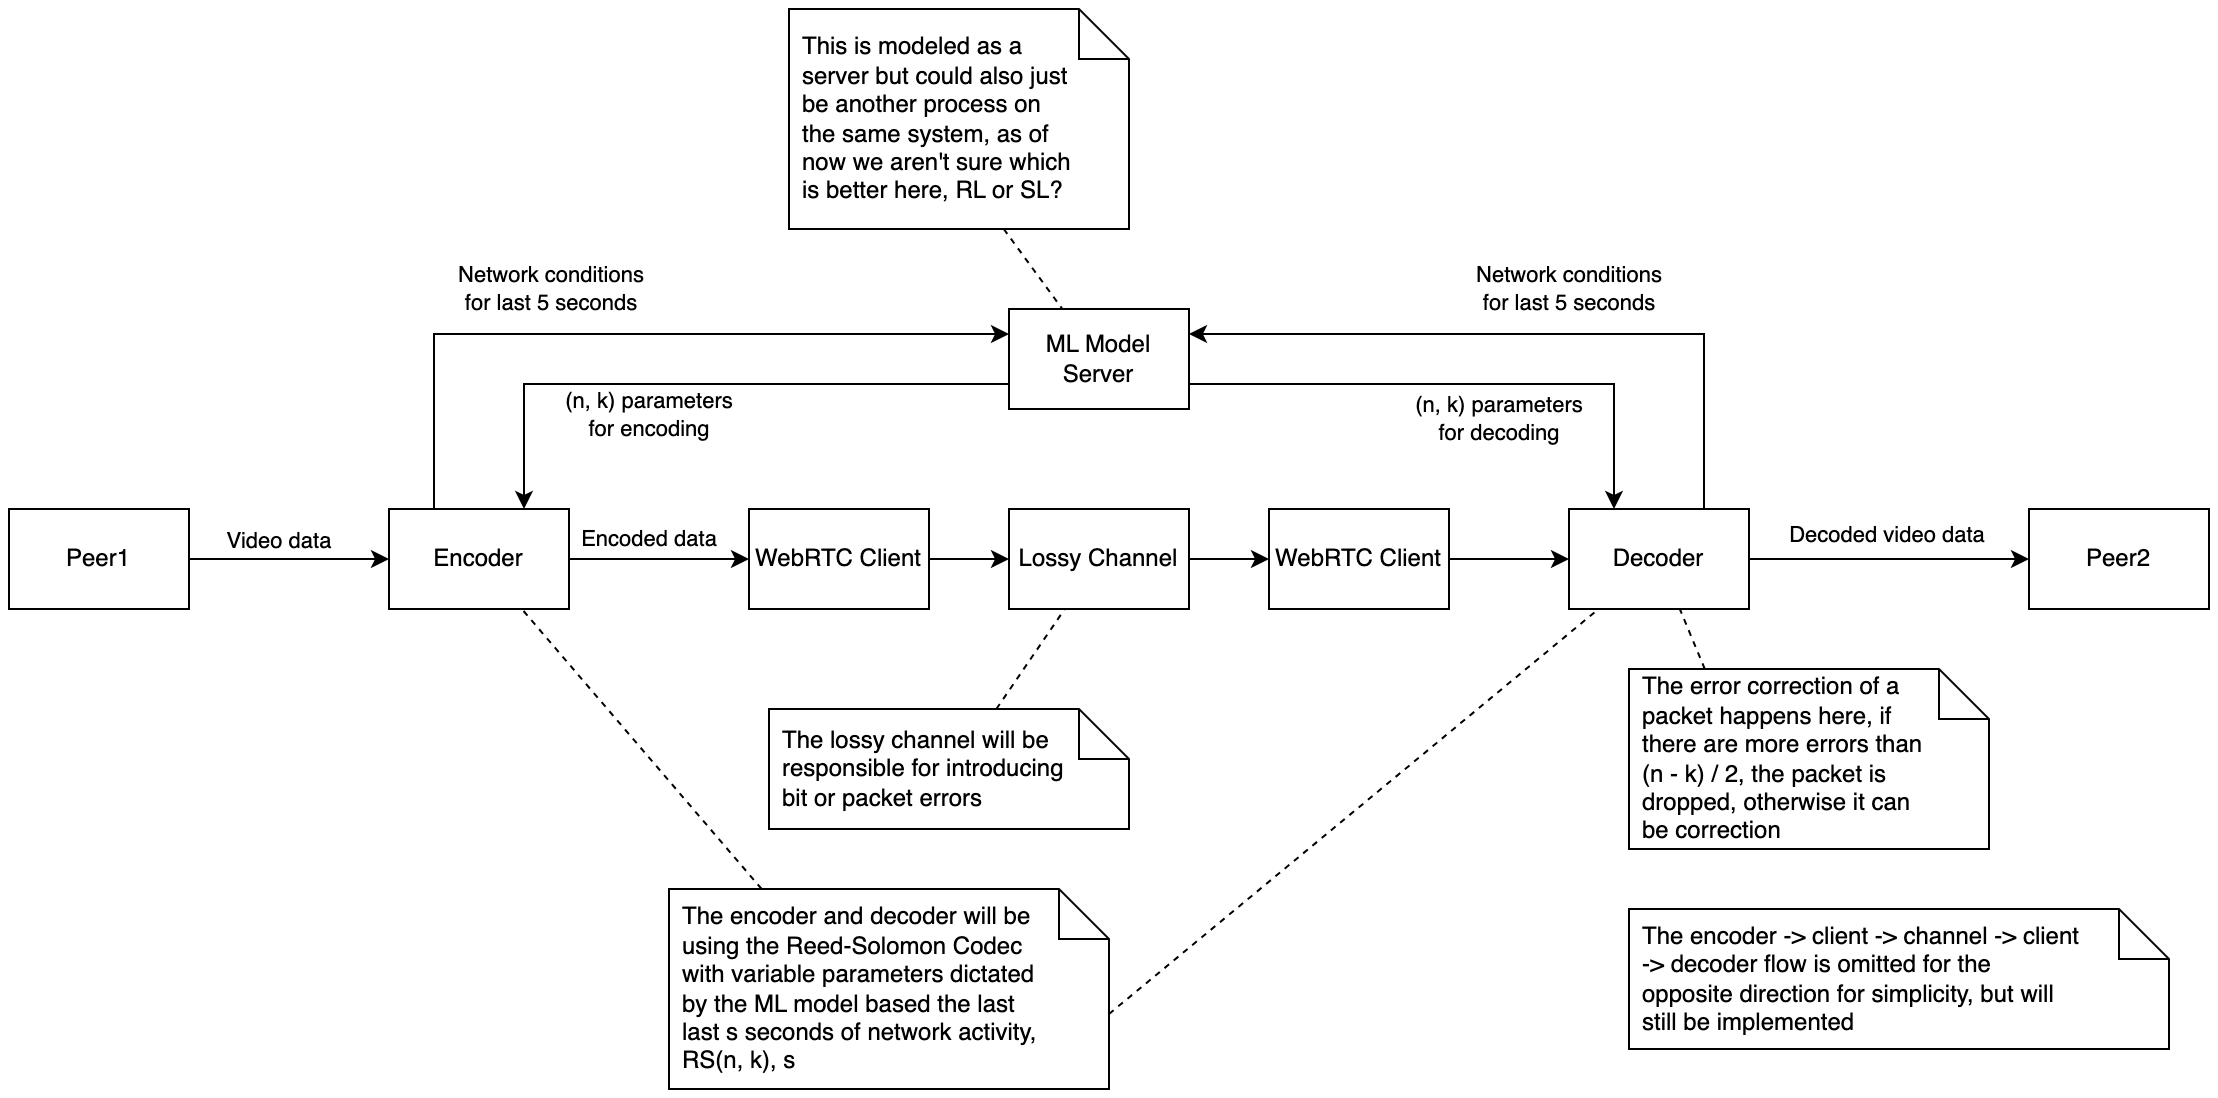 This is modeled as a
server but could also just
be another process on
the same system, as of
now we aren't sure which
is better here, RL or SL?
Network conditions
for last 5 seconds
Network conditions
for last 5 seconds
ML Model
Server
(n, k) parameters
for encoding
(n, k) parameters
for decoding
Peer1
Video data
Encoder
Encoded data
WebRTC Client
Lossy Channel
WebRTC Client
Decoder
Decoded video data
Peer2
The lossy channel will be
responsible for introducing
bit or packet errors
The error correction of a
packet happens here, if
there are more errors than
(n - k) / 2, the packet is
dropped, otherwise it can
be correction
The encoder and decoder will be
using the Reed-Solomon Codec
with variable parameters dictated
by the ML model based the last
last s seconds of network activity,
RS(n, k), s
The encoder -> client -> channel -> client
-> decoder flow is omitted for the
opposite direction for simplicity, but will
still be implemented